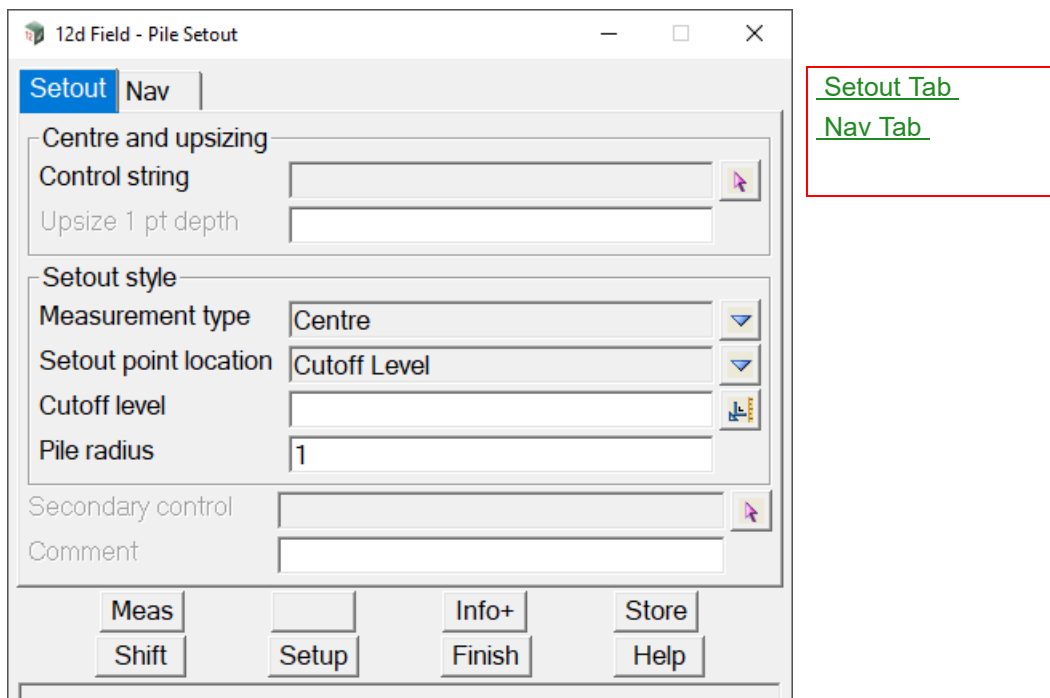 12d Field - Pile Setout
Setout Nav
Setout Tab
Nav Tab
Centre and upsizing
Control string
Upsize 1 pt depth
Setout style
Measurement type Centre
Setout point location Cutoff Level
Cutoff level
Pile radius 1
Secondary control
Comment
Meas Info+ Store
Shift Setup Finish Help